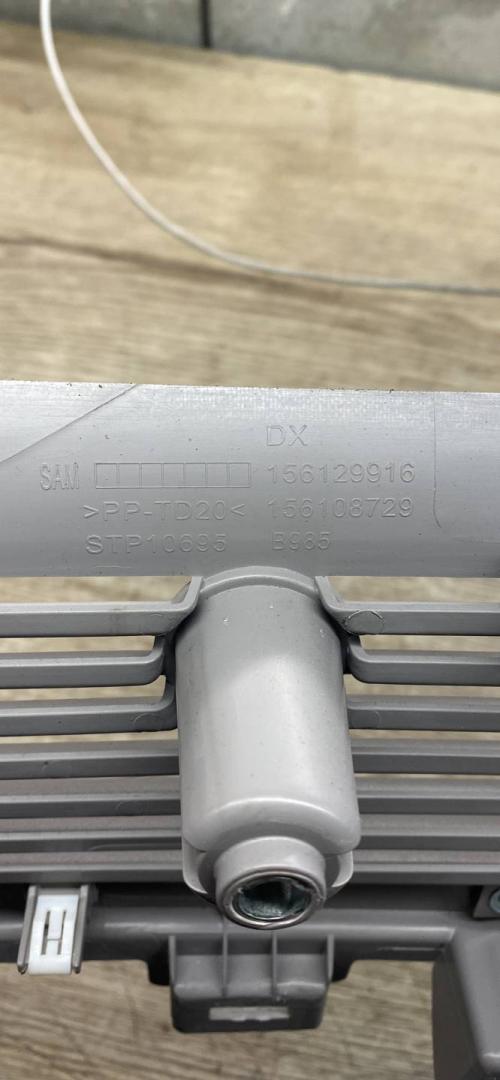 DX
SAM 156129916
>PP-TD20< 156108729
STP10695 B985
H